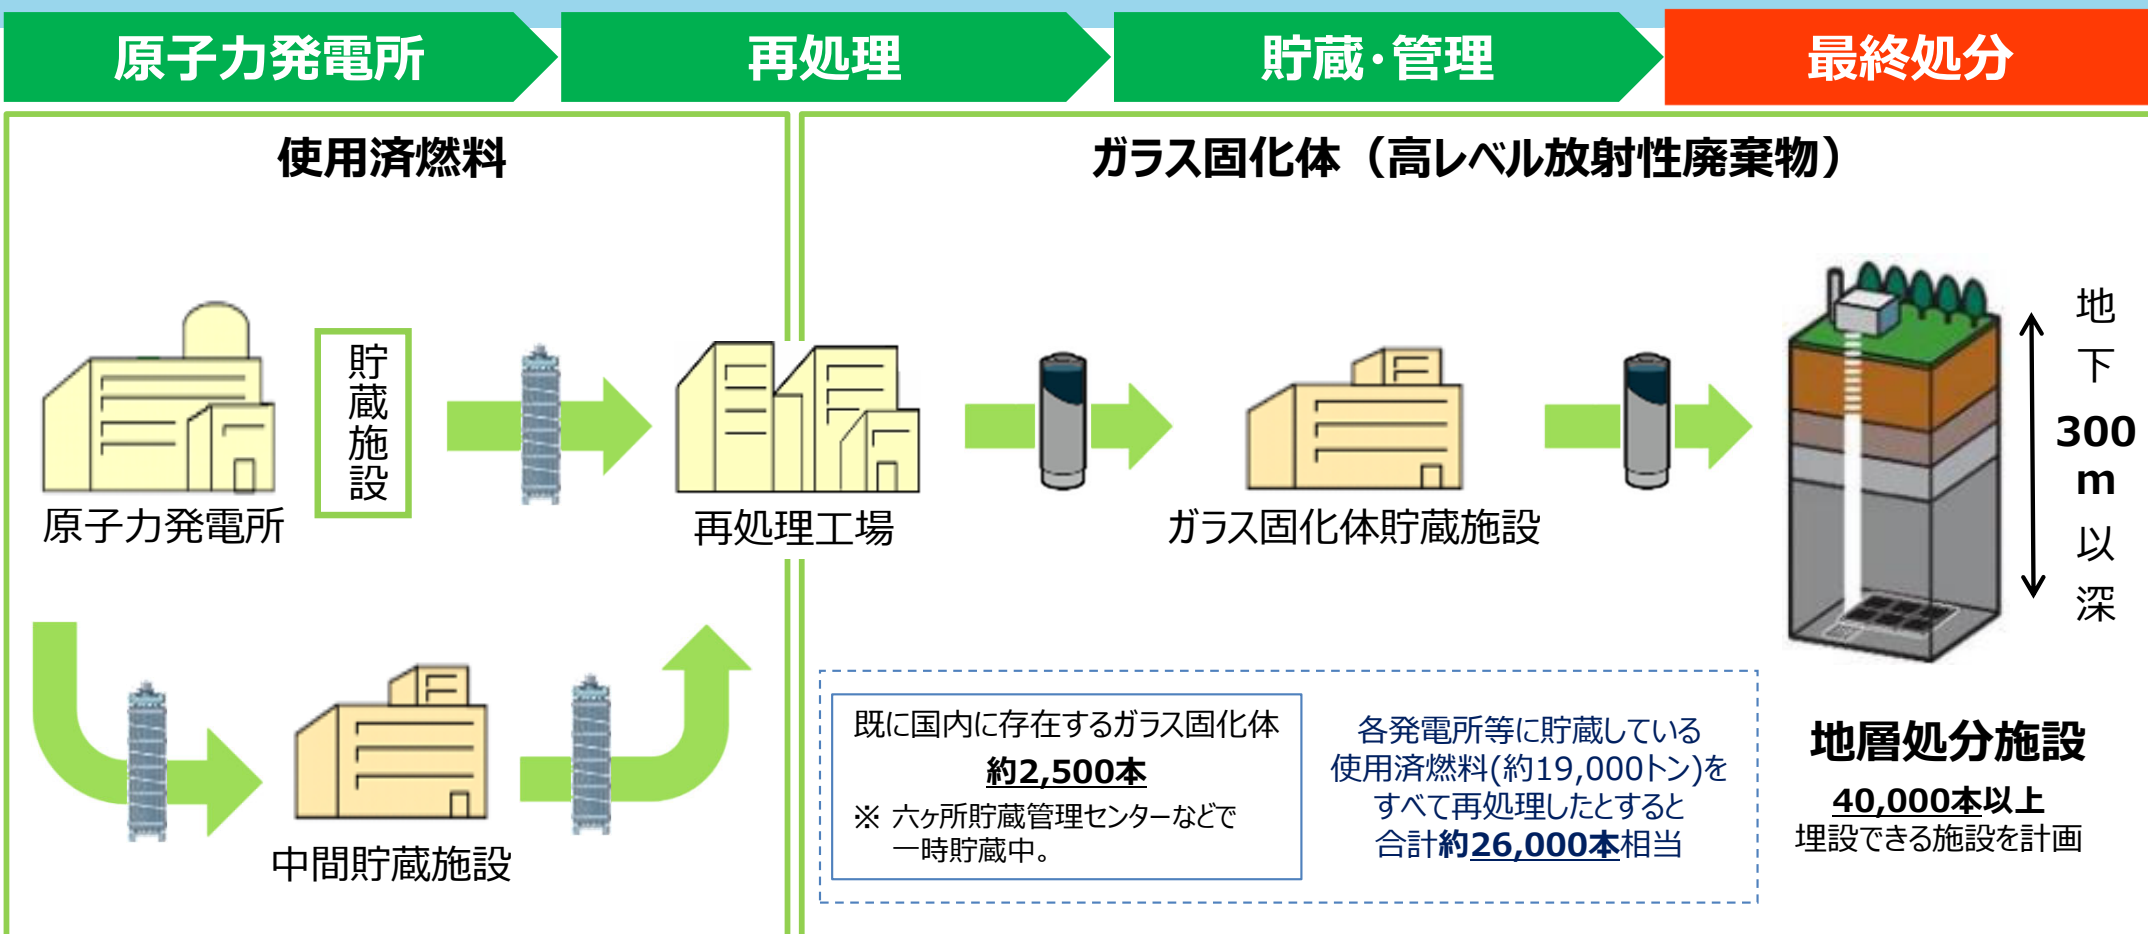 原子力発電所
再処理
貯蔵・管理
最終処分
使用済燃料
ガラス固化体（高レベル放射性廃棄物）
原子力発電所
貯蔵施設
再処理工場
ガラス固化体貯蔵施設
地下300m以深
中間貯蔵施設
既に国内に存在するガラス固化体
約2,500本
※ 六ヶ所貯蔵管理センターなどで
一時貯蔵中。
各発電所等に貯蔵している
使用済燃料(約19,000トン)を
すべて再処理したとすると
合計約26,000本相当
地層処分施設
40,000本以上
埋設できる施設を計画